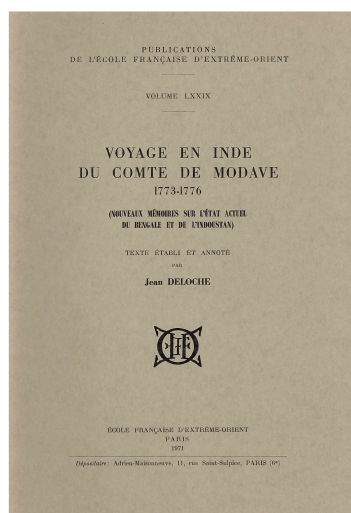 PUBLICATIONS
DE L'ÉCOLE FRANÇAISE D'EXTRÊME-ORIENT
VOLUME LXXIX
VOYAGE EN INDE
DU COMTE DE MODAVE
1773-1776
(NOUVEAUX MÉMOIRES SUR L'ÉTAT ACTUEL
DU BENGALE ET DE L'INDOUSTAN)
TEXTE ÉTABLI ET ANNOTÉ
PAR
Jean DELOCHE
ÉCOLE FRANÇAISE D'EXTRÊME-ORIENT
PARIS
1971
Dépositaire: Adrien-Maisonneuve, 11, rue Saint-Sulpice, PARIS (6e)